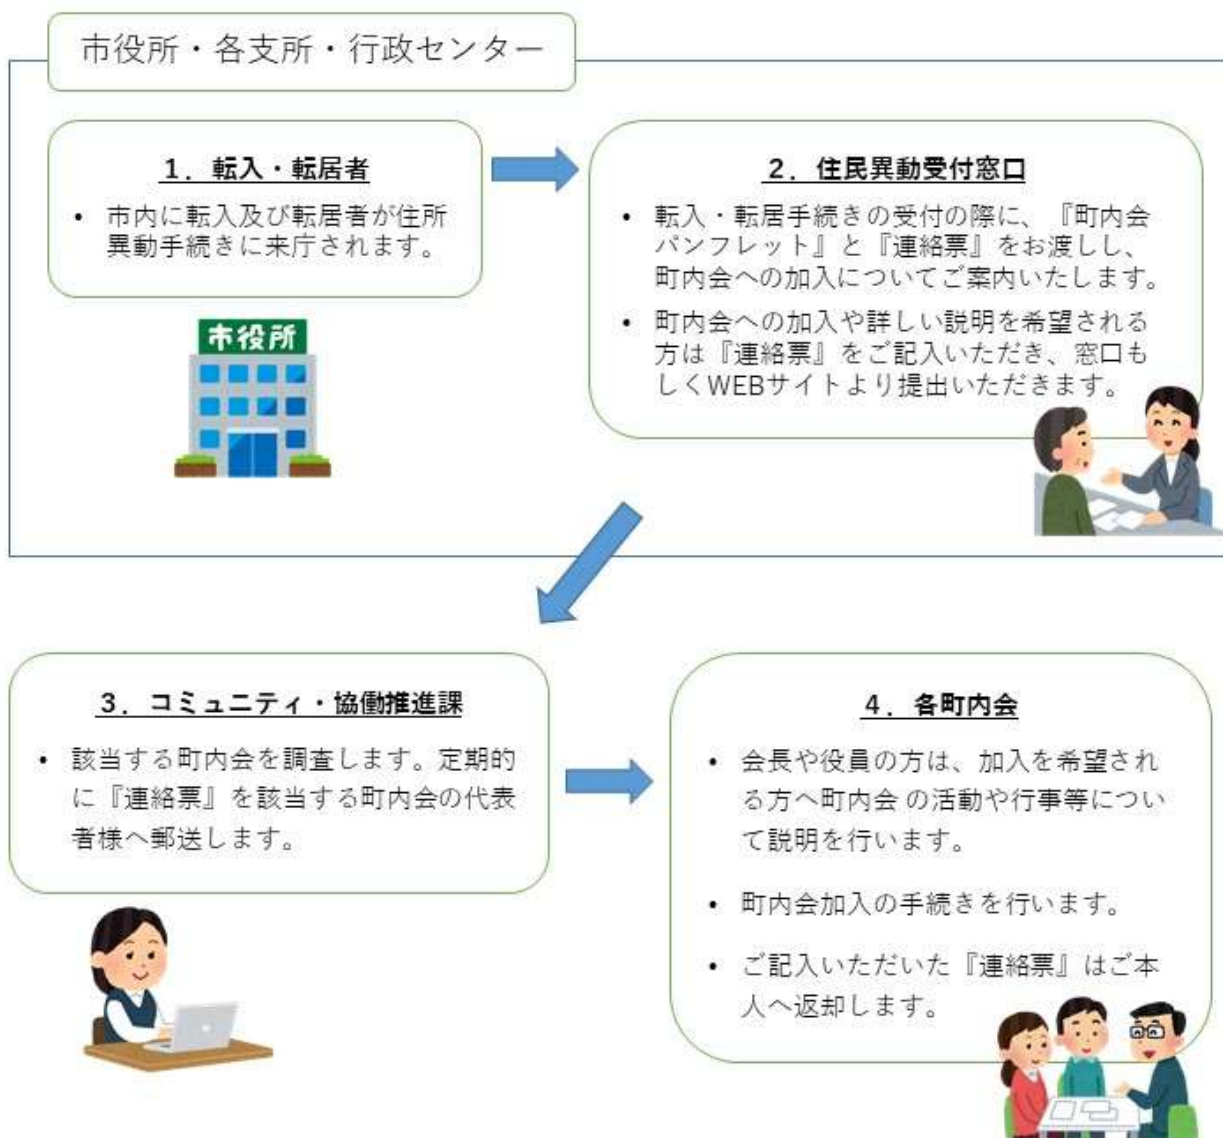 市役所・各支所・行政センター
1．転入・転居者
• 市内に転入及び転居者が住所
異動手続きに来庁されます。
市役所
2．住民異動受付窓口
• 転入・転居手続きの受付の際に、『町内会
パンフレット』と『連絡票』をお渡しし、
町内会への加入についてご案内いたします。
• 町内会への加入や詳しい説明を希望される
方は『連絡票』をご記入いただき、窓口も
しくWEBサイトより提出いただきます。
3．コミュニティ・協働推進課
• 該当する町内会を調査します。定期的
に『連絡票』を該当する町内会の代表
者様へ郵送します。
4．各町内会
• 会長や役員の方は、加入を希望され
る方へ町内会 の活動や行事等につい
て説明を行います。
• 町内会加入の手続きを行います。
• ご記入いただいた『連絡票』はご本
人へ返却します。